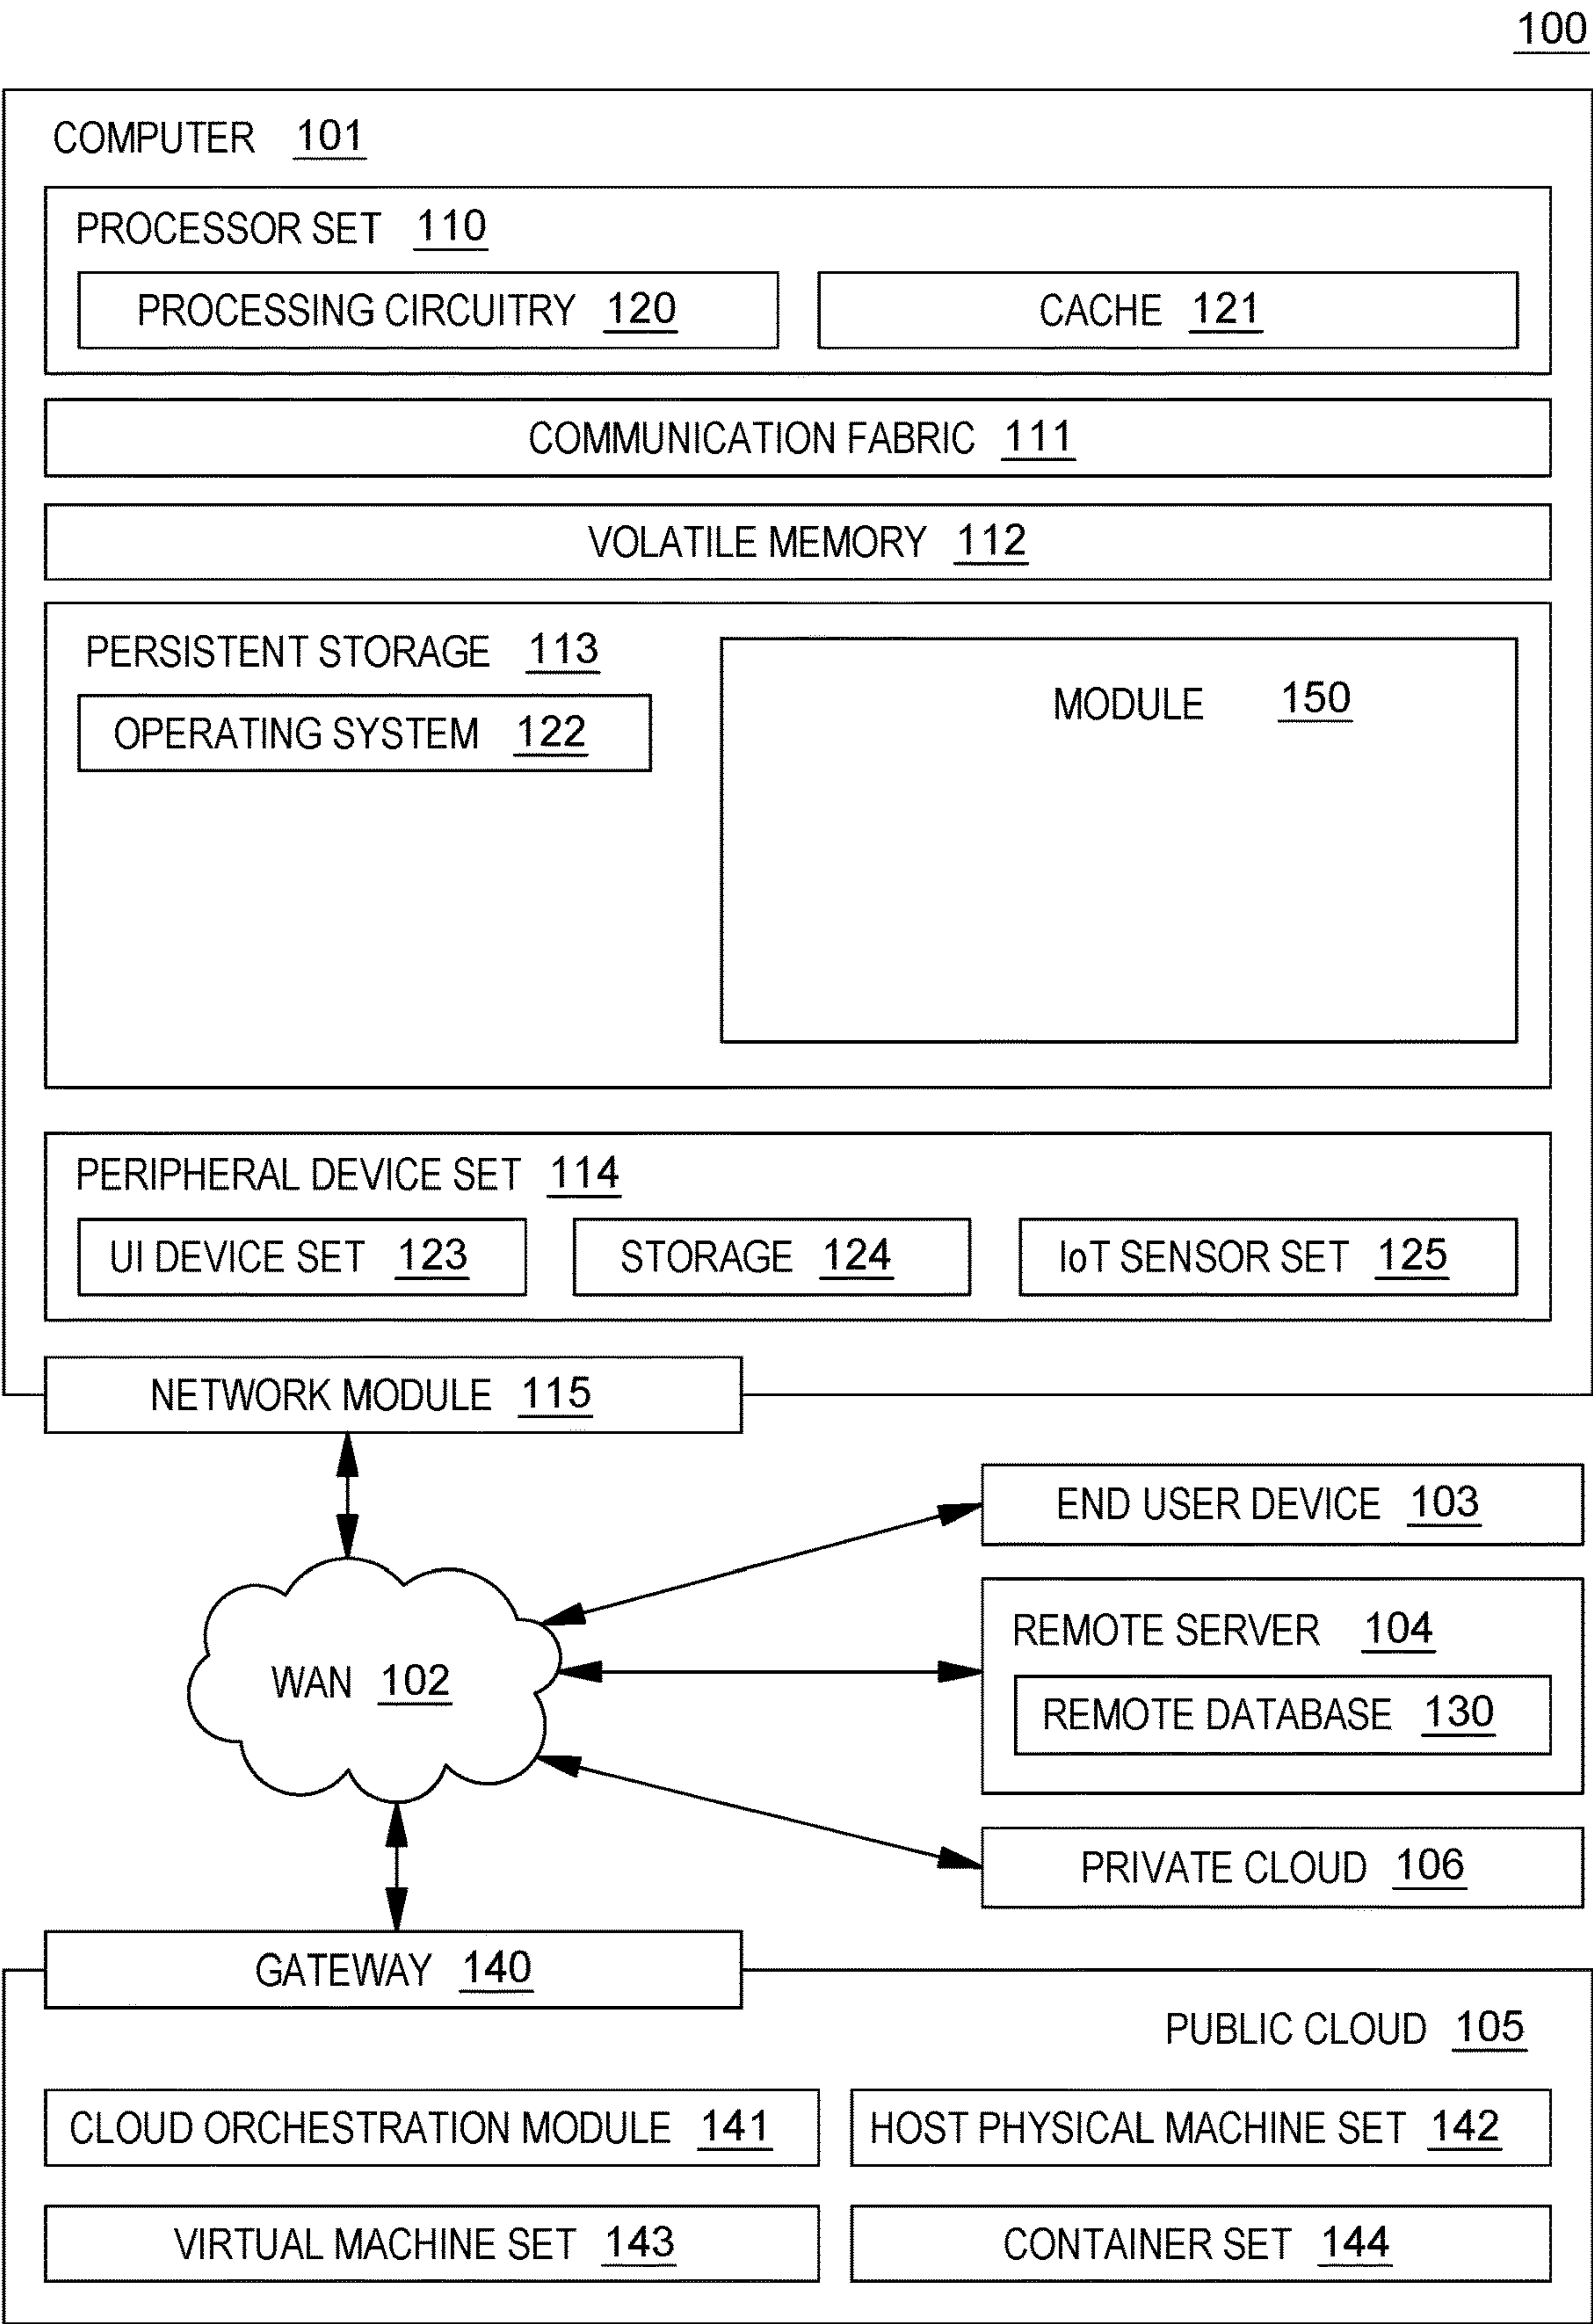 100
COMPUTER 101
PROCESSOR SET 110
PROCESSING CIRCUITRY 120
CACHE 121
COMMUNICATION FABRIC 111
VOLATILE MEMORY 112
PERSISTENT STORAGE 113
OPERATING SYSTEM 122
MODULE 150
PERIPHERAL DEVICE SET 114
UI DEVICE SET 123
STORAGE 124
IoT SENSOR SET 125
NETWORK MODULE 115
WAN 102
END USER DEVICE 103
REMOTE SERVER 104
REMOTE DATABASE 130
PRIVATE CLOUD 106
GATEWAY 140
PUBLIC CLOUD 105
CLOUD ORCHESTRATION MODULE 141
HOST PHYSICAL MACHINE SET 142
VIRTUAL MACHINE SET 143
CONTAINER SET 144